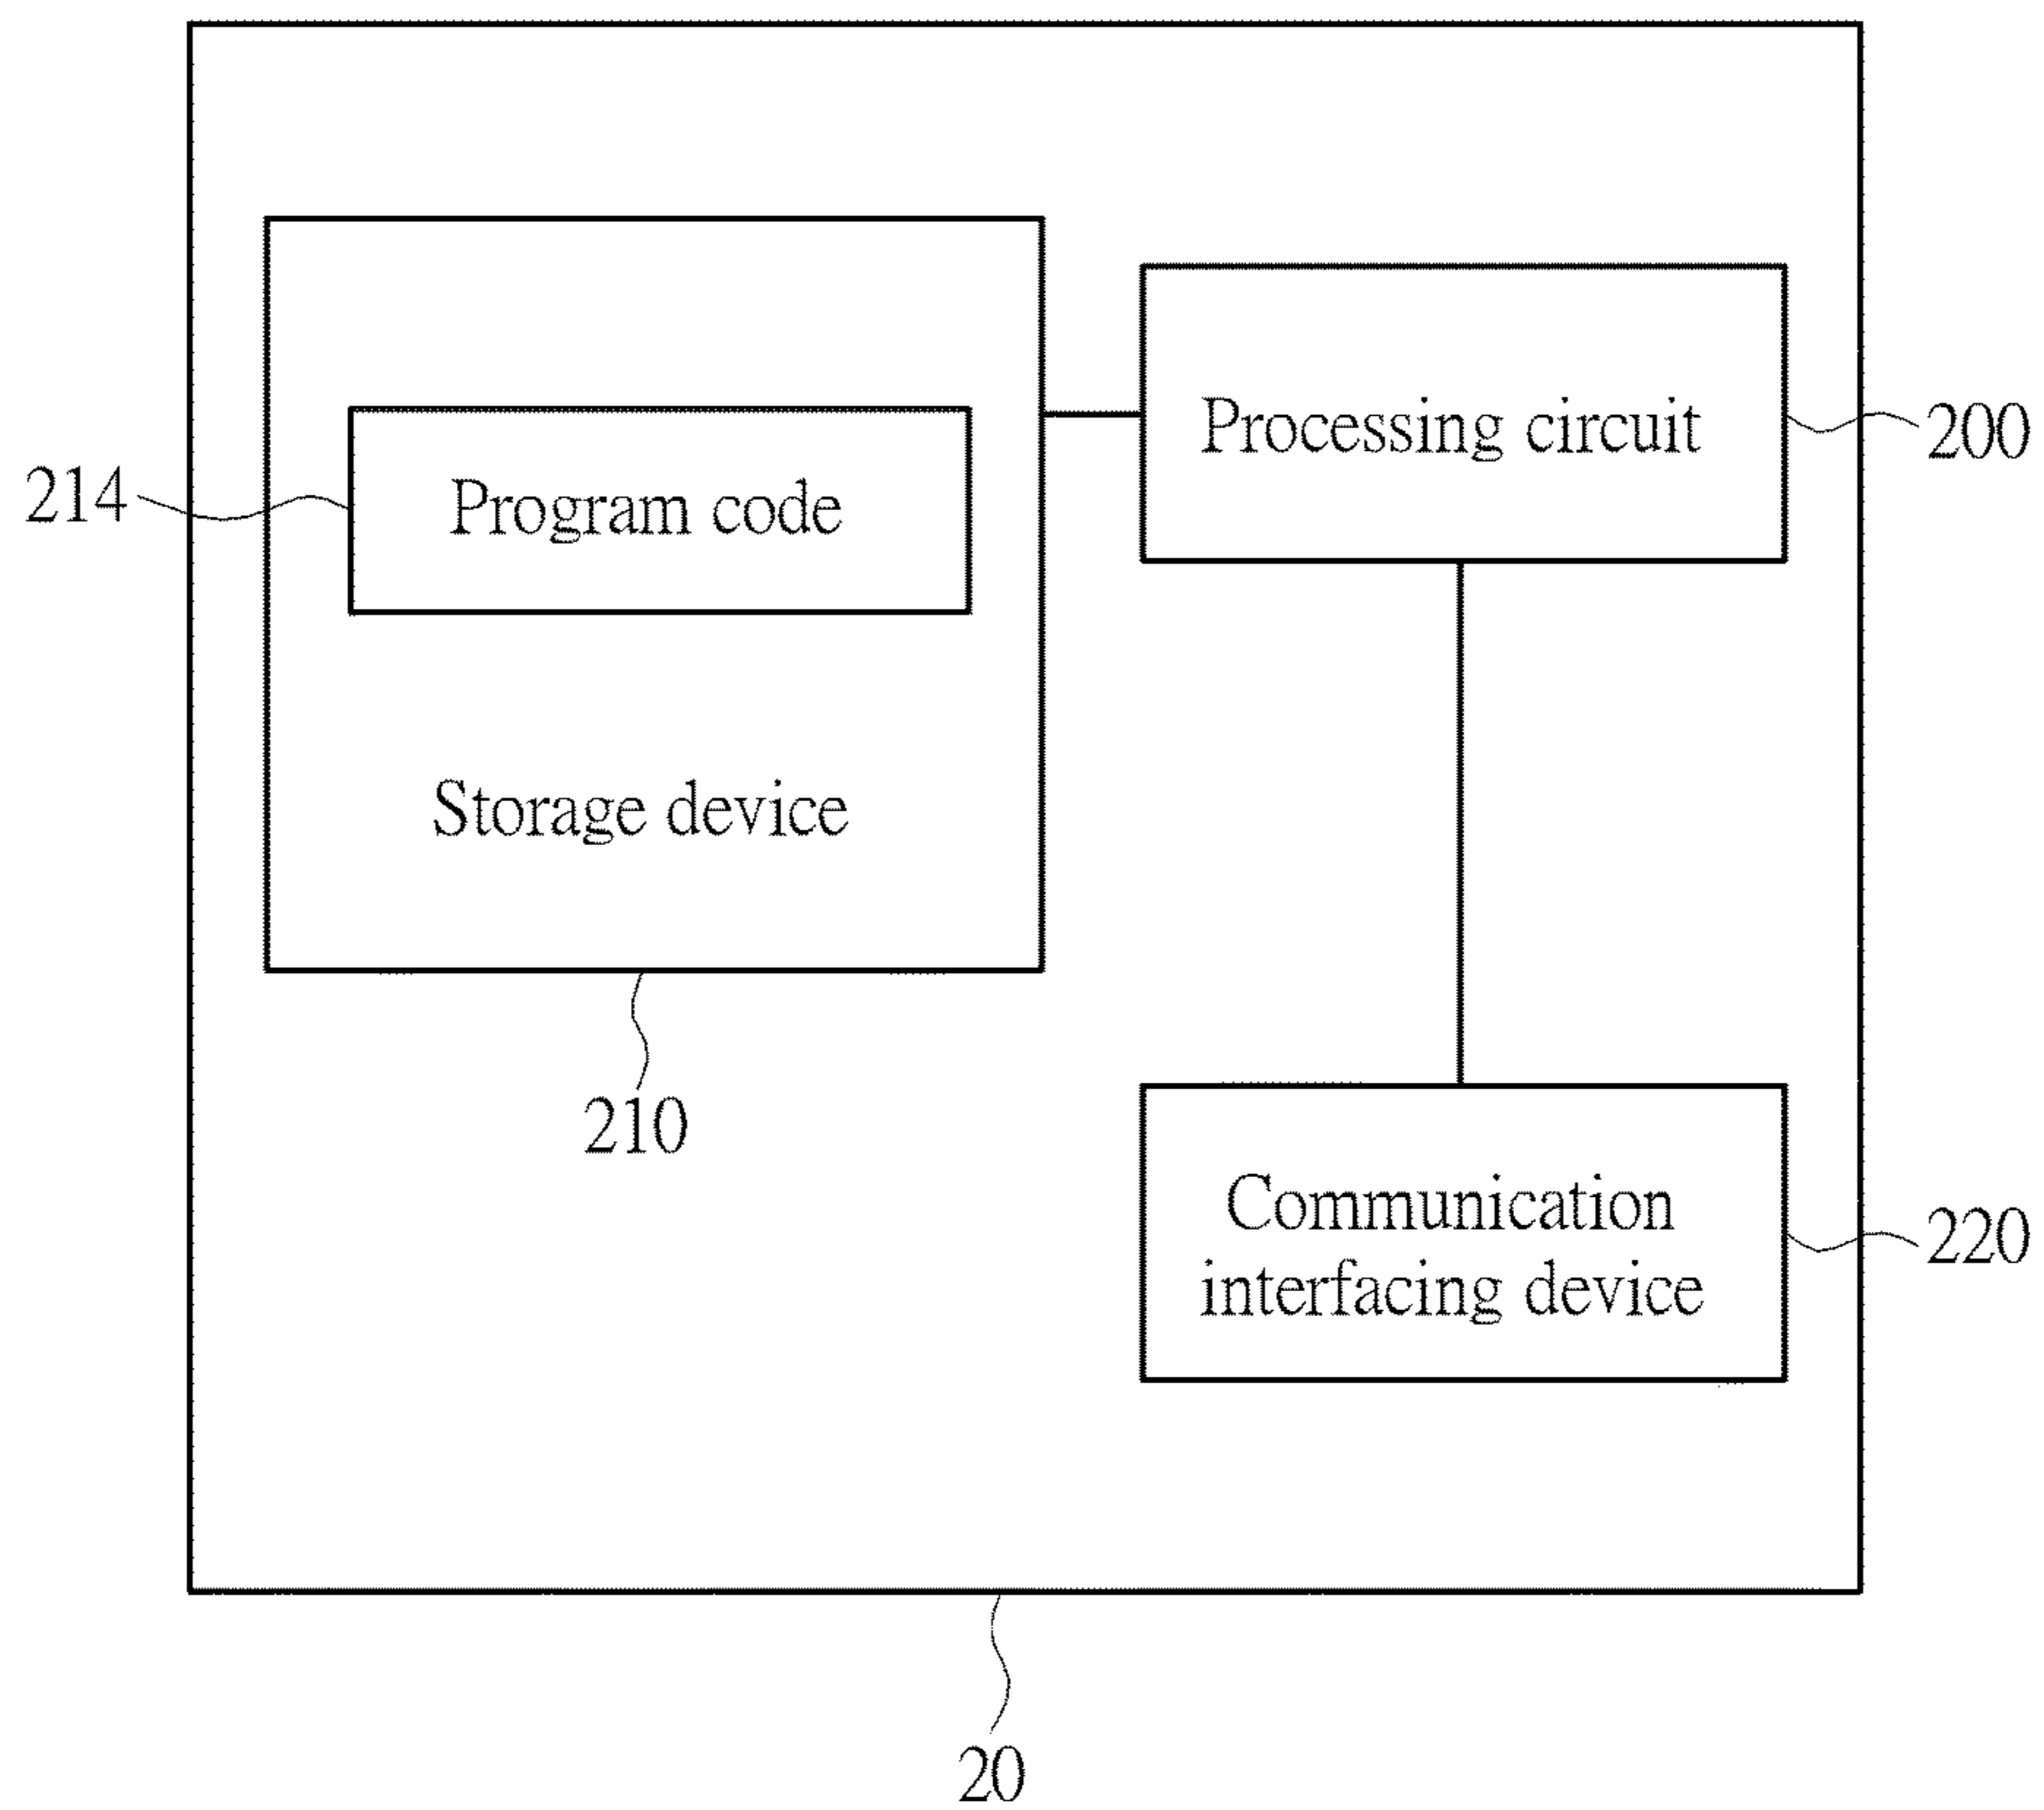 Processing circuit
200
214
Program code
Storage device
210
Communication
interfacing device
220
20